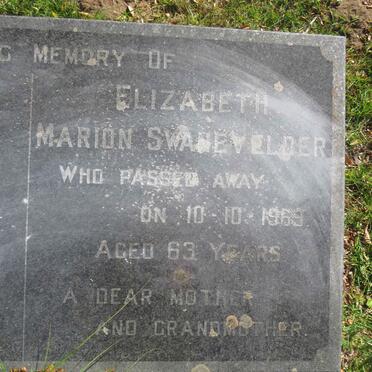 G MEMORY OF
ELIZABETH
MARION SWANEVELDER
WHO PASSED AWAY
ON 10-10-1969
AGED 63 YEARS
A DEAR MOTHER
AND GRANDMOTHER.